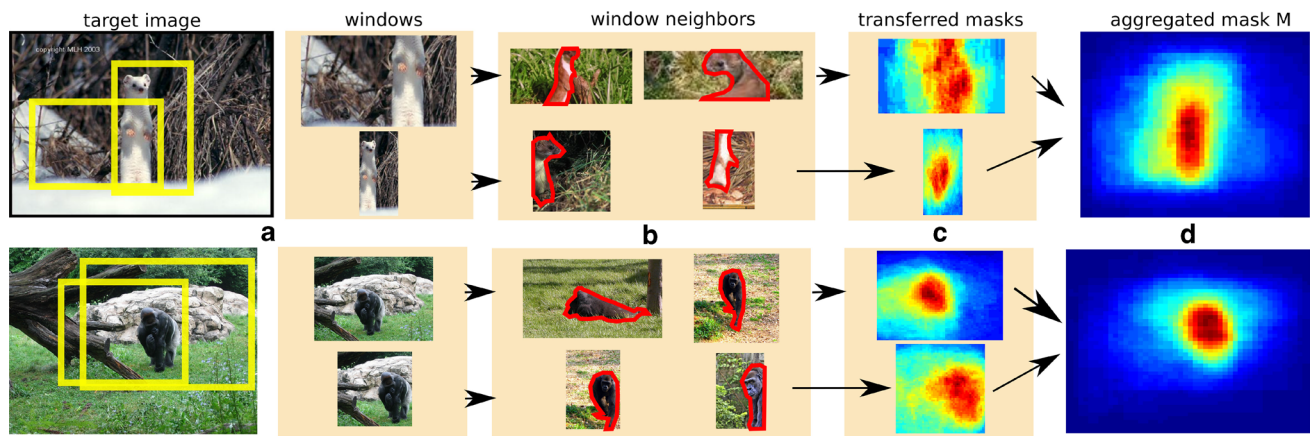 target image
windows
window neighbors
transferred masks
aggregated mask M
copyright MLH 2003
a
b
c
d